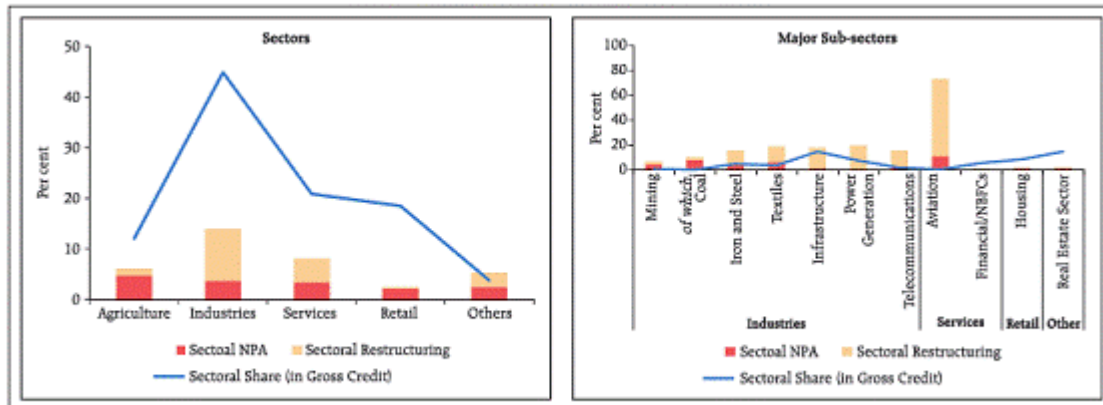 Sectors
50
40
30
20
10
0
Per cent
Agriculture
Industries
Services
Retail
Others
Sectoal NPA
Sectoral Restructuring
Sectoral Share (in Gross Credit)
Major Sub-sectors
100
80
60
40
20
0
Per cent
Mining
of which:
Coal
Iron and Steel
Textiles
Infrastructure
Power
Generation
Telecommunications
Aviation
Financial/NBFCs
Housing
Real Estate Sector
Industries
Services
Retail
Other
Sectoal NPA
Sectoral Restructuring
Sectoral Share (in Gross Credit)